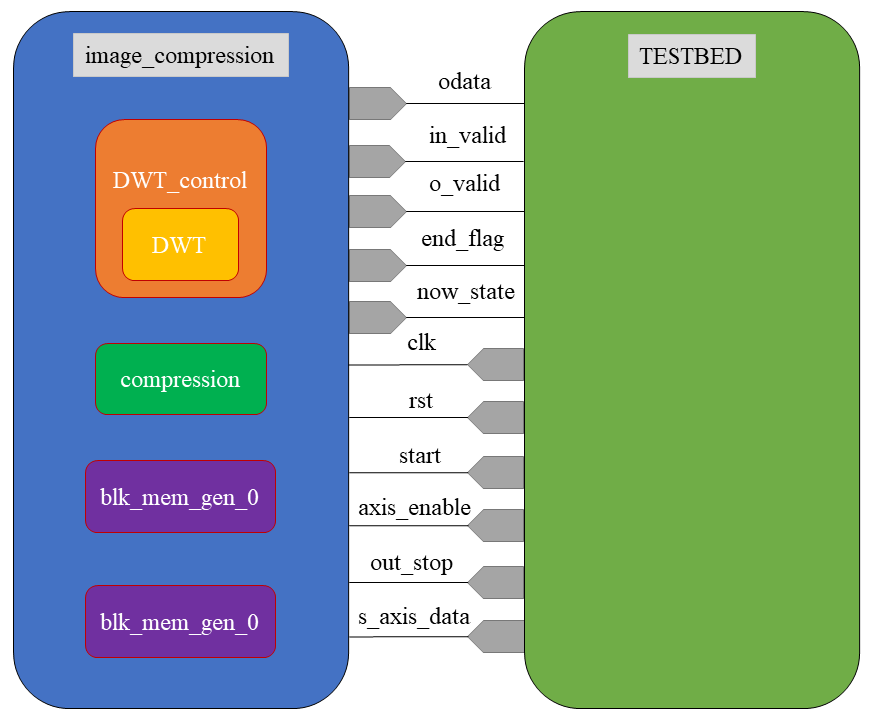 image_compression
TESTBED
odata
in_valid
o_valid
end_flag
now_state
clk
rst
start
axis_enable
out_stop
s_axis_data
DWT_control
DWT
compression
blk_mem_gen_0
blk_mem_gen_0